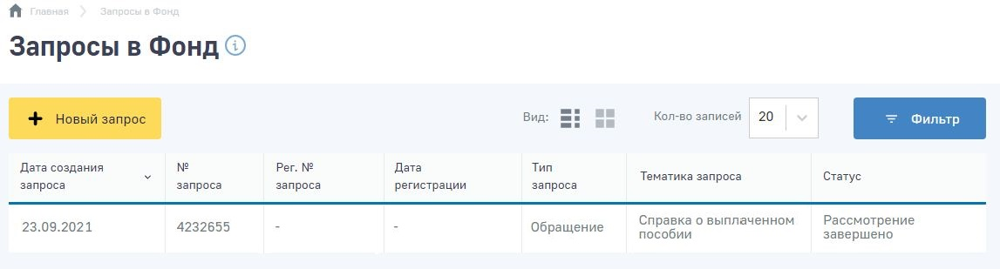 Главная Запросы в Фонд
Запросы в Фонд
Новый запрос Вид: Кол-во записей 20 Фильтр
Дата создания запроса
№ запроса
Рег. № запроса
Дата регистрации
Тип запроса
Тематика запроса
Статус
23.09.2021
4232655
-
-
Обращение
Справка о выплаченном
пособии
Рассмотрение
завершено